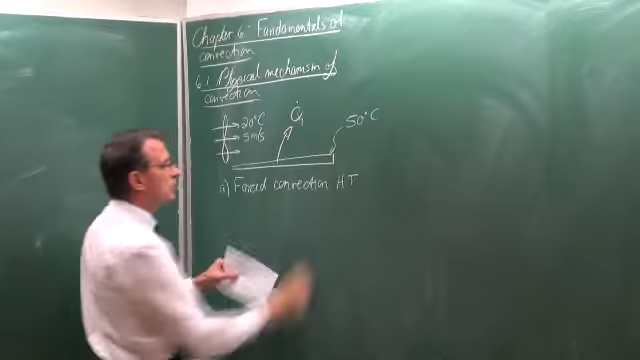 Chapter 6 - Fundamentals of
convection
6.1 Physical mechanism of
convection
20°C
5 m/s
Q̇₁
50°C
a) Forced convection HT